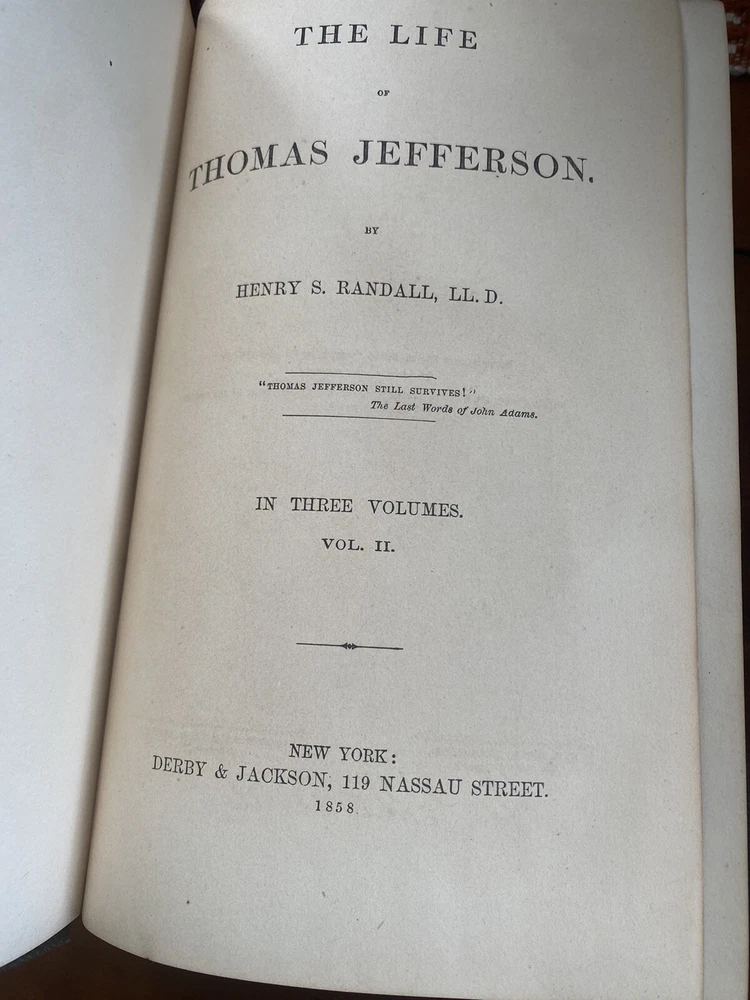 THE LIFE
OF
THOMAS JEFFERSON.
BY
HENRY S. RANDALL, LL. D.
"THOMAS JEFFERSON STILL SURVIVES!"
The Last Words of John Adams.
IN THREE VOLUMES.
VOL. II.
NEW YORK:
DERBY & JACKSON, 119 NASSAU STREET.
1858.